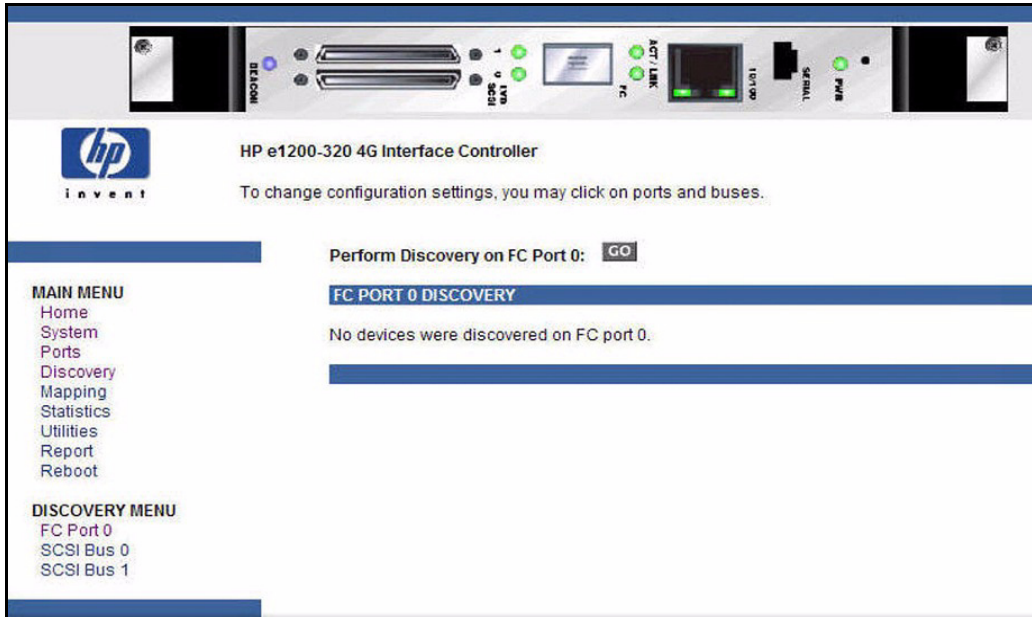 BEACON
1
0
LVD
SCSI
ACT / LNK
FC
10/100
SERIAL
PWR
hp
invent
HP e1200-320 4G Interface Controller
To change configuration settings, you may click on ports and buses.
Perform Discovery on FC Port 0: GO
MAIN MENU
Home
System
Ports
Discovery
Mapping
Statistics
Utilities
Report
Reboot
FC PORT 0 DISCOVERY
No devices were discovered on FC port 0.
DISCOVERY MENU
FC Port 0
SCSI Bus 0
SCSI Bus 1